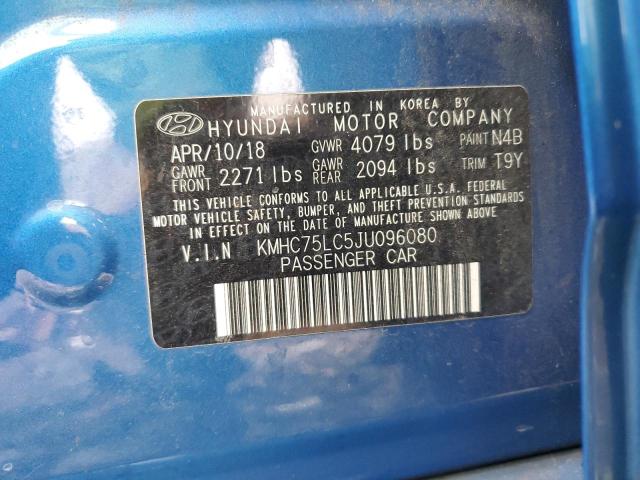 MANUFACTURED IN KOREA BY
HYUNDAI MOTOR COMPANY
APR/10/18 GVWR 4079 lbs PAINT N4B
GAWR FRONT 2271 lbs GAWR REAR 2094 lbs TRIM T9Y
THIS VEHICLE CONFORMS TO ALL APPLICABLE U.S.A. FEDERAL
MOTOR VEHICLE SAFETY, BUMPER, AND THEFT PREVENTION STANDARDS
IN EFFECT ON THE DATE OF MANUFACTURE SHOWN ABOVE.
V.I.N KMHC75LC5JU096080
PASSENGER CAR